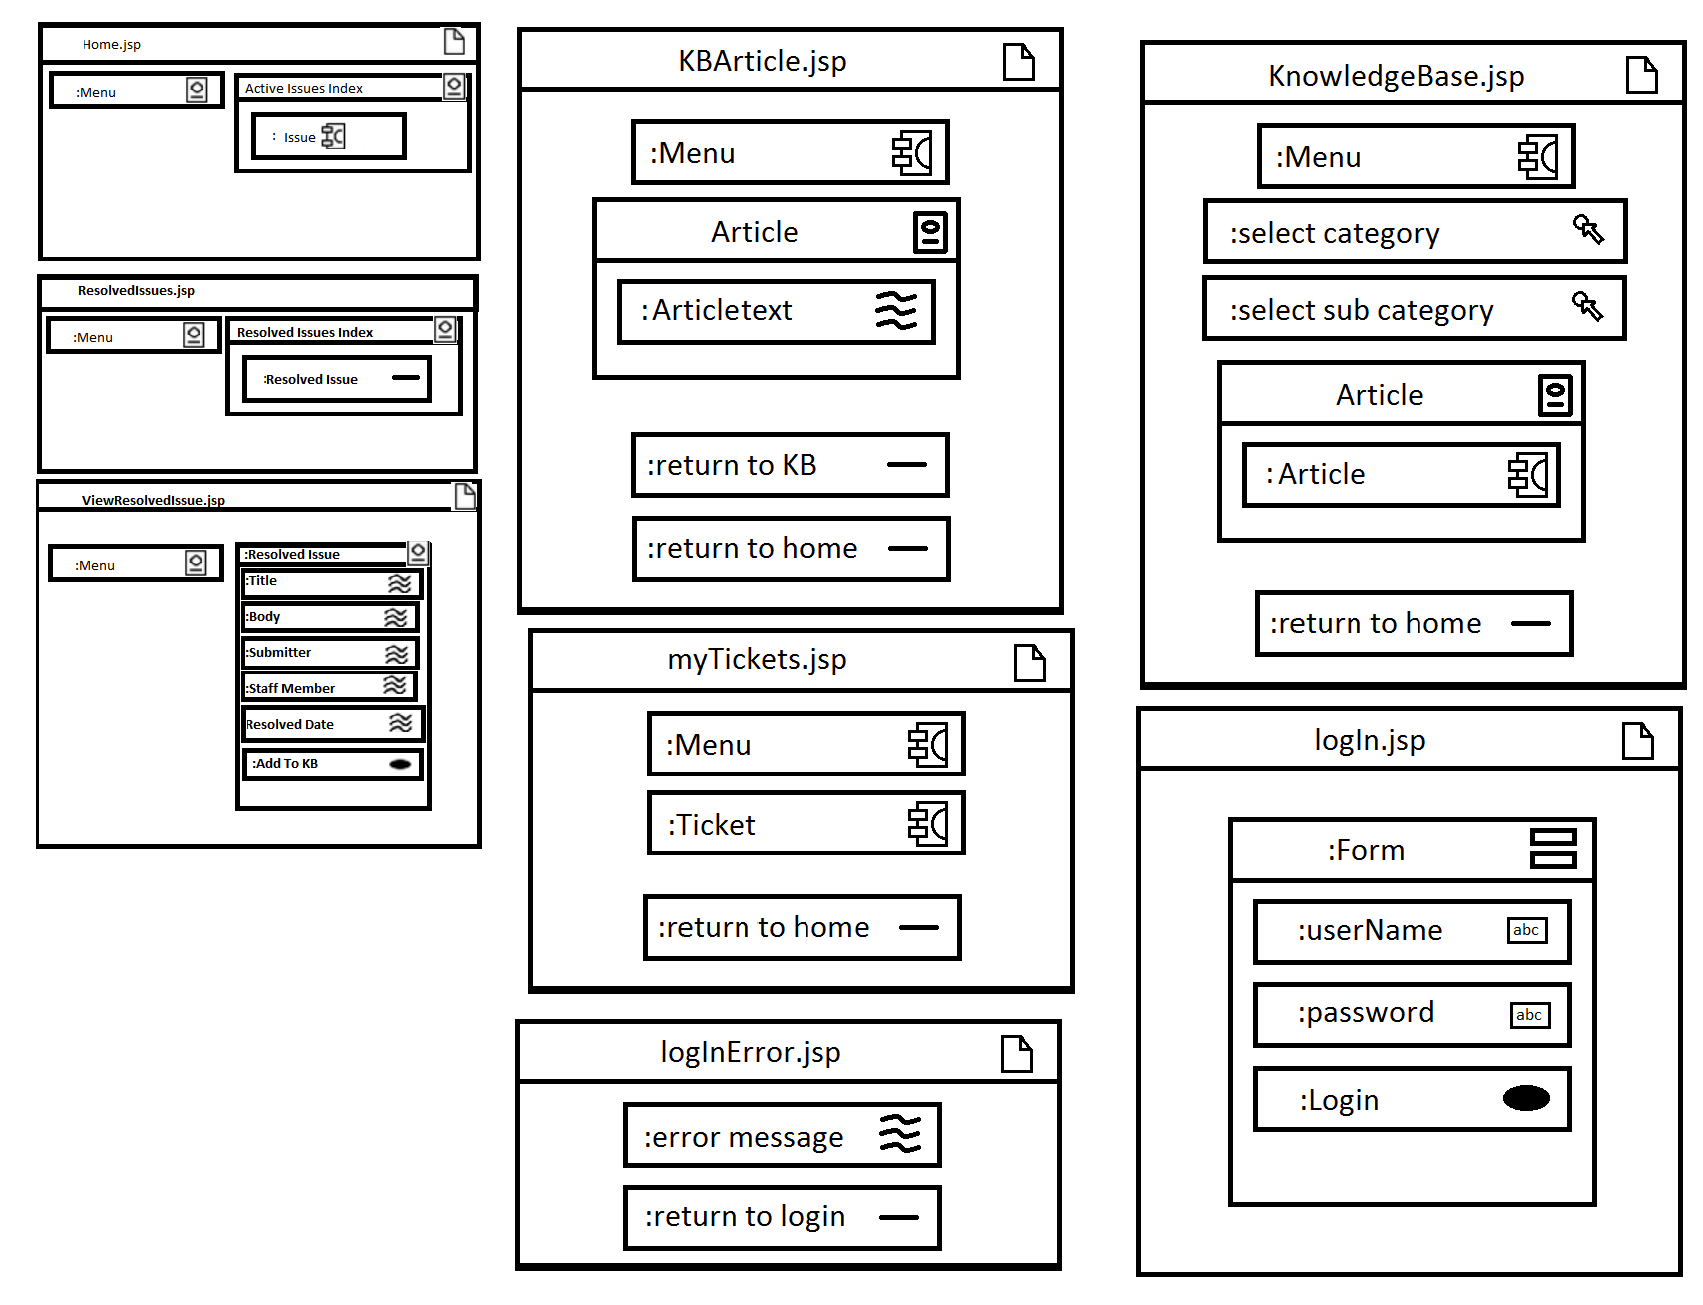 Home.jsp
:Menu
Active Issues Index
: Issue
ResolvedIssues.jsp
:Menu
Resolved Issues Index
:Resolved Issue
ViewResolvedIssue.jsp
:Menu
:Resolved Issue
:Title
:Body
:Submitter
:Staff Member
Resolved Date
:Add To KB
KBArticle.jsp
:Menu
Article
:Articletext
:return to KB
:return to home
myTickets.jsp
:Menu
:Ticket
:return to home
logInError.jsp
:error message
:return to login
KnowledgeBase.jsp
:Menu
:select category
:select sub category
Article
:Article
:return to home
logIn.jsp
:Form
:userName abc
:password abc
:Login